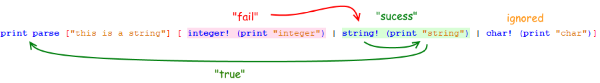 "fail" "sucess" ignored
print parse ["this is a string"] [ integer! (print "integer") | string! (print "string") | char! (print "char")]
"true"